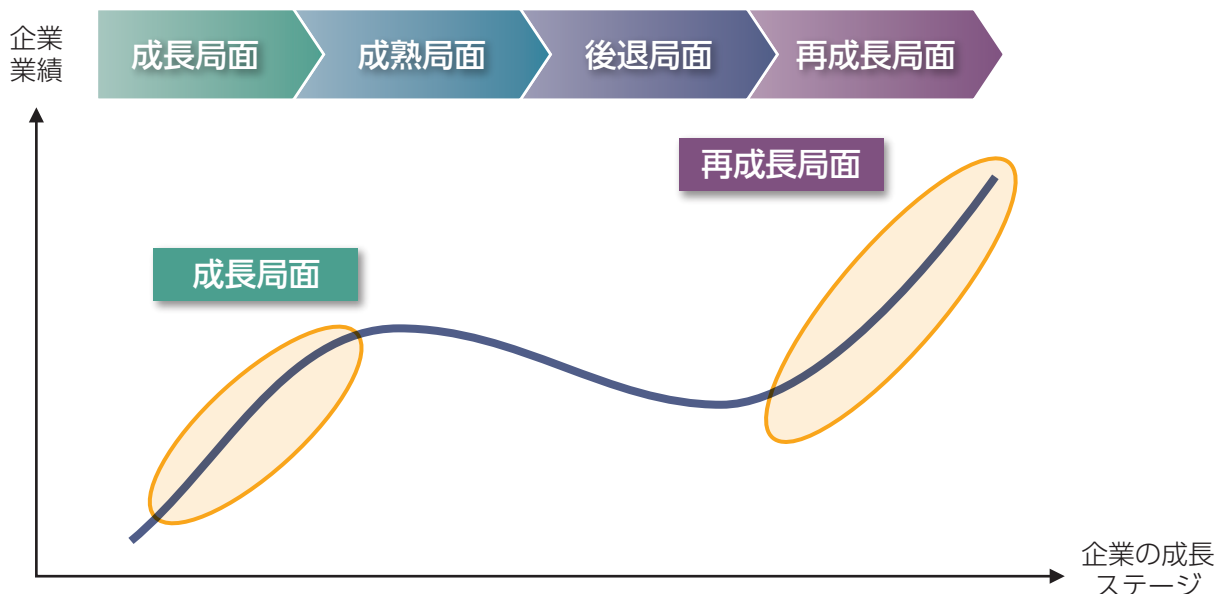 企業
業績
成長局面
成熟局面
後退局面
再成長局面
再成長局面
成長局面
企業の成長
ステージ